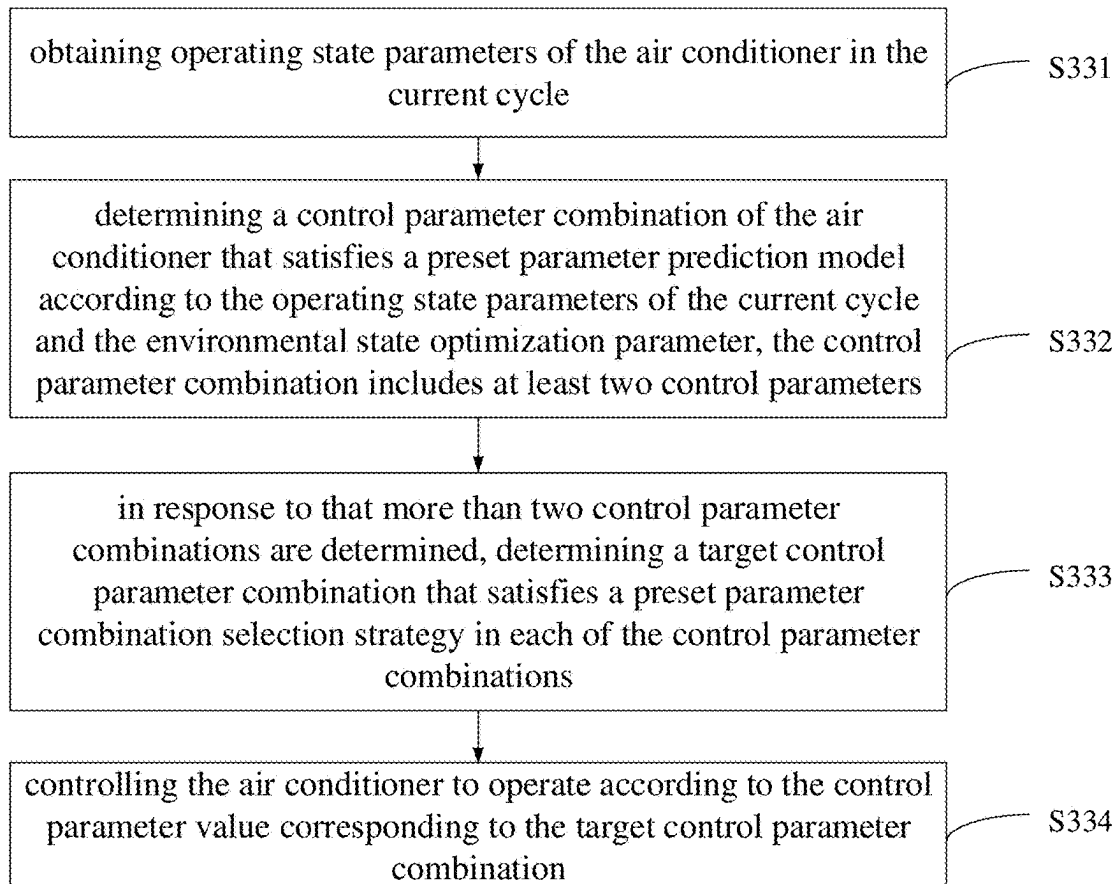 obtaining operating state parameters of the air conditioner in the
current cycle
S331
determining a control parameter combination of the air
conditioner that satisfies a preset parameter prediction model
according to the operating state parameters of the current cycle
and the environmental state optimization parameter, the control
parameter combination includes at least two control parameters
S332
in response to that more than two control parameter
combinations are determined, determining a target control
parameter combination that satisfies a preset parameter
combination selection strategy in each of the control parameter
combinations
S333
controlling the air conditioner to operate according to the control
parameter value corresponding to the target control parameter
combination
S334